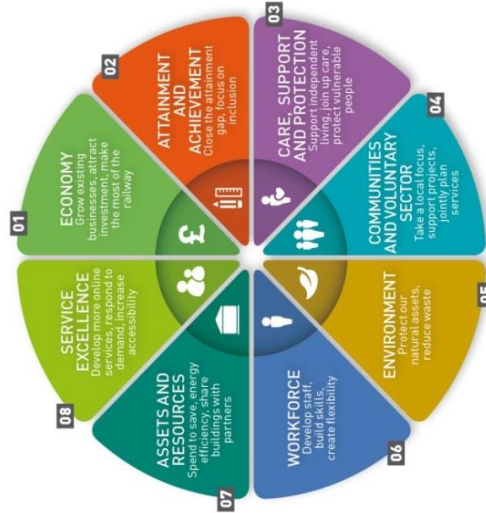 01
ECONOMY
Grow existing
businesses, attract
investment, make
the most of the
railway
£
02
ATTAINMENT
AND
ACHIEVEMENT
Close the attainment
gap, focus on
inclusion
03
CARE, SUPPORT
AND PROTECTION
Support independent
living, join up care,
protect vulnerable
people
04
COMMUNITIES
AND VOLUNTARY
SECTOR
Take a local focus,
support projects,
jointly plan
services
05
ENVIRONMENT
Protect our
natural assets,
reduce waste
06
WORKFORCE
Develop staff,
build skills,
create flexibility
07
ASSETS AND
RESOURCES
Spend to save, energy
efficiency, share
buildings with
partners
08
SERVICE
EXCELLENCE
Develop more online
services, respond to
demand, increase
accessibility